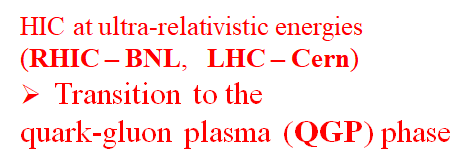 HIC at ultra-relativistic energies
(RHIC – BNL, LHC – Cern)
➢ Transition to the
quark-gluon plasma (QGP) phase